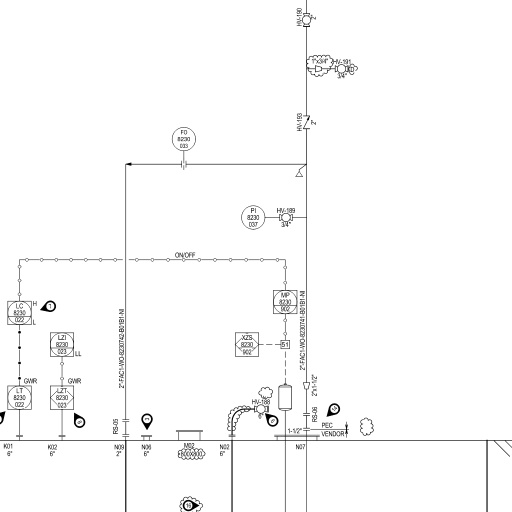 HV-190
2"
1"x3/4"
HV-191
3/4"
HV-193
2"
FO
8230
033
PI
8230
037
HV-189
3/4"
ON/OFF
LC
8230
022
H
L
MP
8230
902
LZI
8230
023
LL
XZS
8230
902
S1
2"-FAC1-WO-8230742-B01B1-NI
2"-FAC1-WO-8230741-B01B1-NI
GWR
LT
8230
022
GWR
LZT
8230
023
2"x1-1/2"
HV-188
RS-05
RS-06
1-1/2"
PEC
VENDOR
K01
6"
K02
6"
N09
2"
N06
6"
M02
600X600
N02
6"
N07